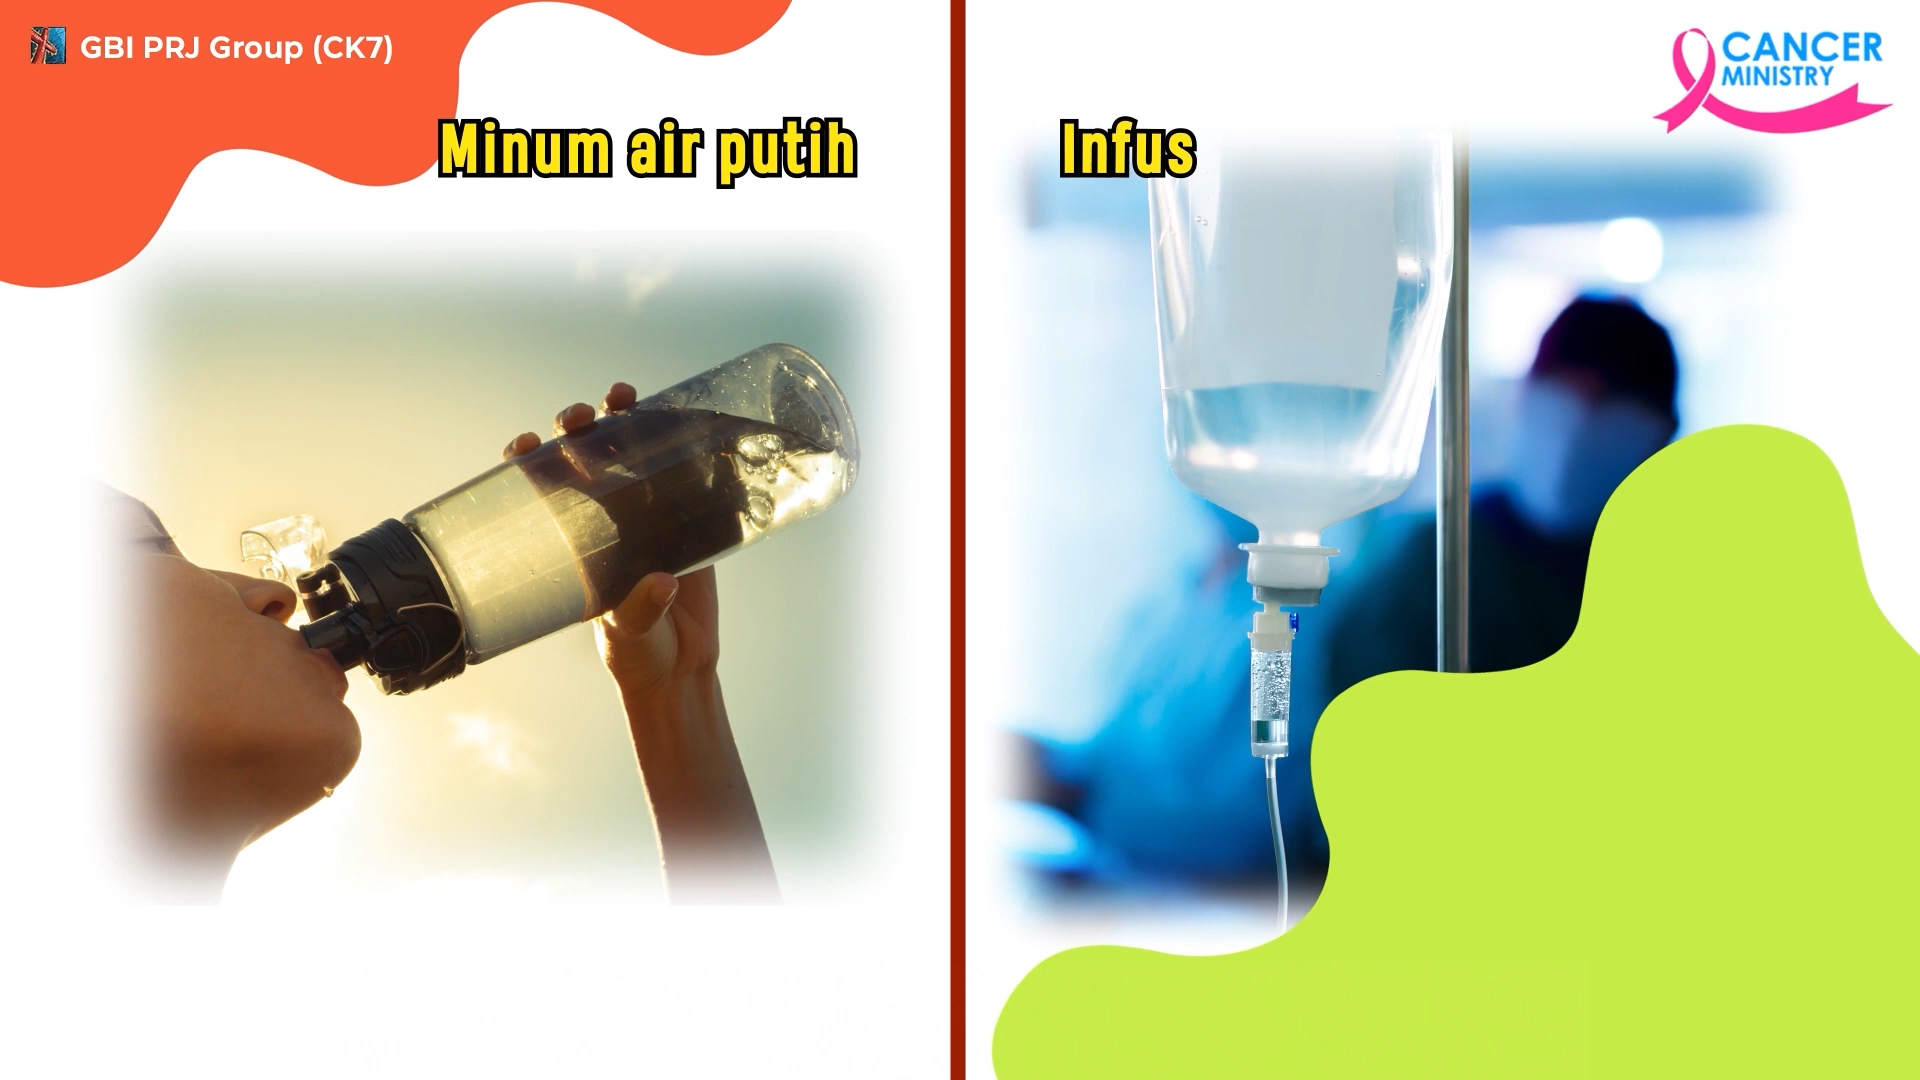 GBI PRJ Group (CK7)
CANCER
MINISTRY
Minum air putih
Infus